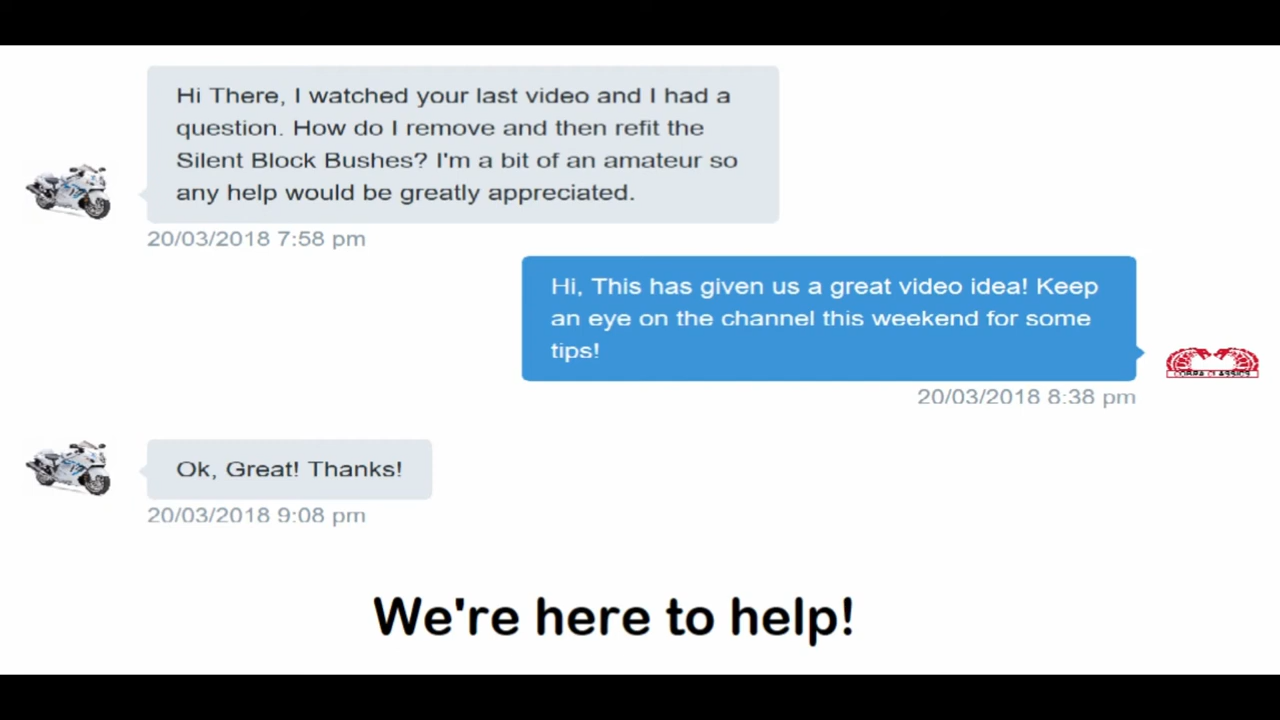 Hi There, I watched your last video and I had a
question. How do I remove and then refit the
Silent Block Bushes? I'm a bit of an amateur so
any help would be greatly appreciated.
20/03/2018 7:58 pm
Hi, This has given us a great video idea! Keep
an eye on the channel this weekend for some
tips!
COBRA CLASSICS
20/03/2018 8:38 pm
Ok, Great! Thanks!
20/03/2018 9:08 pm
We're here to help!